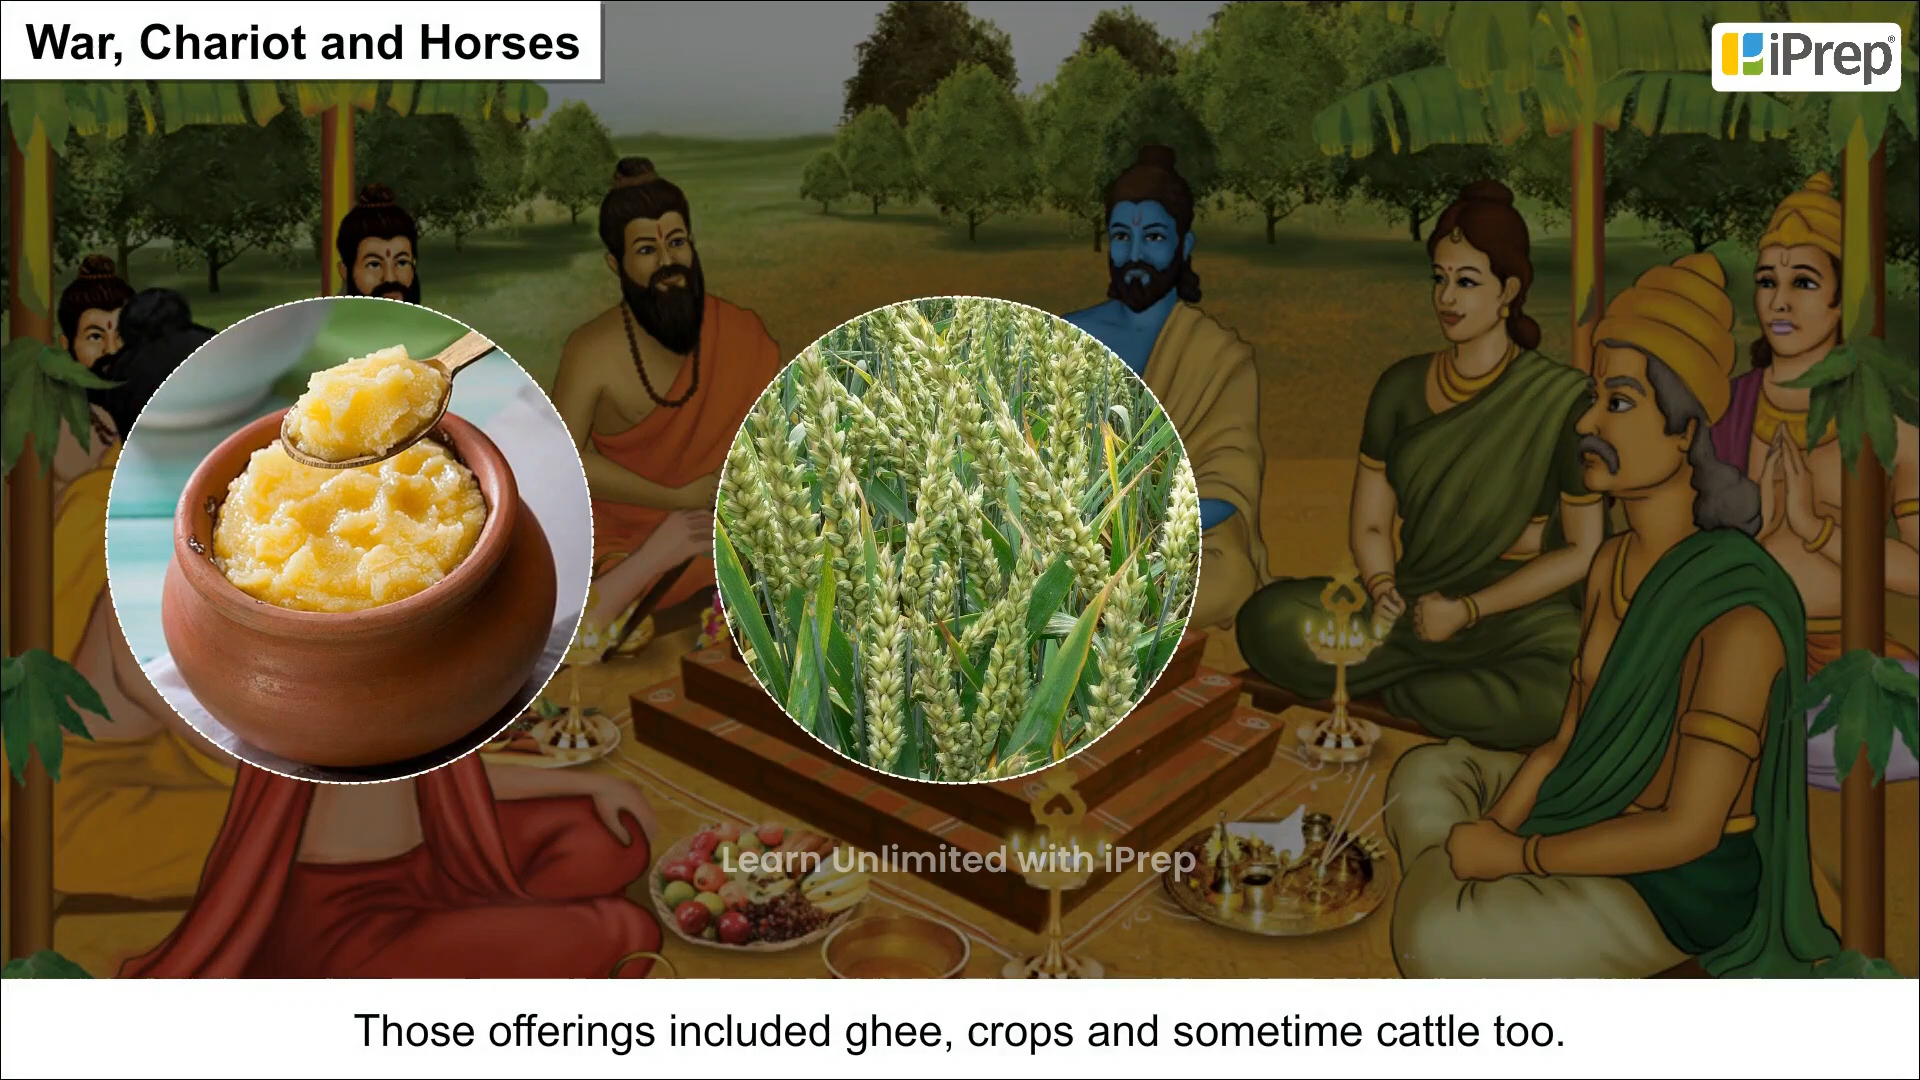 War, Chariot and Horses
iPrep®
Learn Unlimited with iPrep
Those offerings included ghee, crops and sometime cattle too.